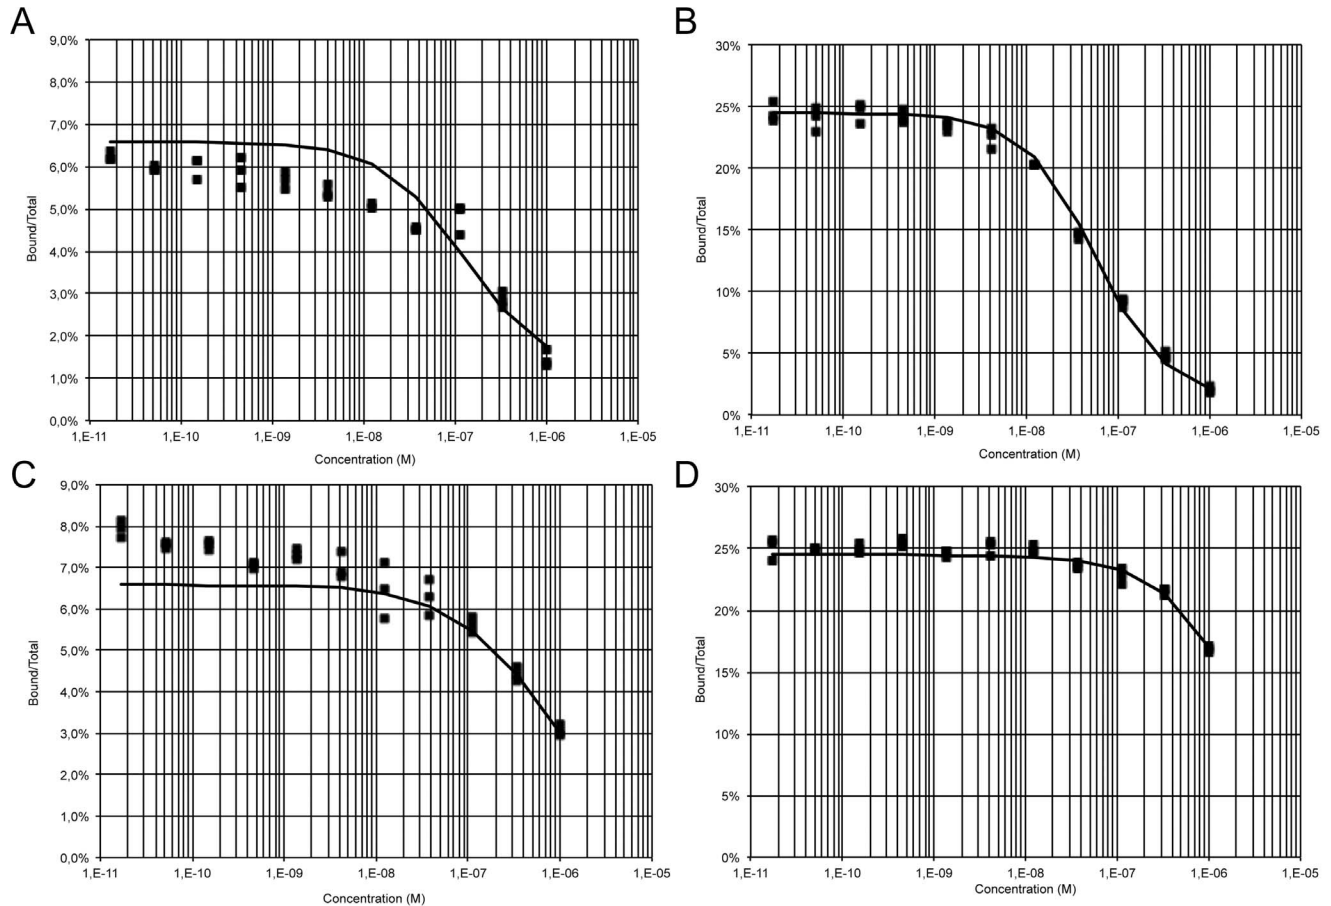 A
9,0%
8,0%
7,0%
6,0%
5,0%
4,0%
3,0%
2,0%
1,0%
0,0%
Bound/Total
1,E-11 1,E-10 1,E-09 1,E-08 1,E-07 1,E-06 1,E-05
Concentration (M)
B
30%
25%
20%
15%
10%
5%
0%
Bound/Total
1,E-11 1,E-10 1,E-09 1,E-08 1,E-07 1,E-06 1,E-05
Concentration (M)
C
9,0%
8,0%
7,0%
6,0%
5,0%
4,0%
3,0%
2,0%
1,0%
0,0%
Bound/Total
1,E-11 1,E-10 1,E-09 1,E-08 1,E-07 1,E-06 1,E-05
Concentration (M)
D
30%
25%
20%
15%
10%
5%
0%
Bound/Total
1,E-11 1,E-10 1,E-09 1,E-08 1,E-07 1,E-06 1,E-05
Concentration (M)